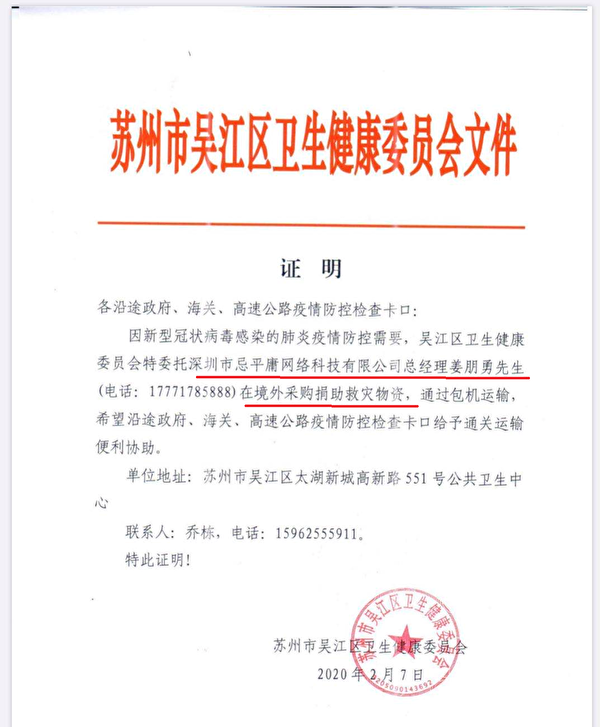 苏州市吴江区卫生健康委员会文件
证 明
各沿途政府、海关、高速公路疫情防控检查卡口：
因新型冠状病毒感染的肺炎疫情防控需要，吴江区卫生健康
委员会特委托深圳市忌平庸网络科技有限公司总经理姜朋勇先生
(电话：17771785888)在境外采购捐助救灾物资，通过包机运输，
希望沿途政府、海关、高速公路疫情防控检查卡口给予通关运输
便利协助。
单位地址：苏州市吴江区太湖新城高新路 551 号公共卫生中
心
联系人：乔栋，电话：15962555911。
特此证明！
苏州市吴江区卫生健康委员会
2020 年 2 月 7 日
苏州市吴江区卫生健康委员会
3205090143692